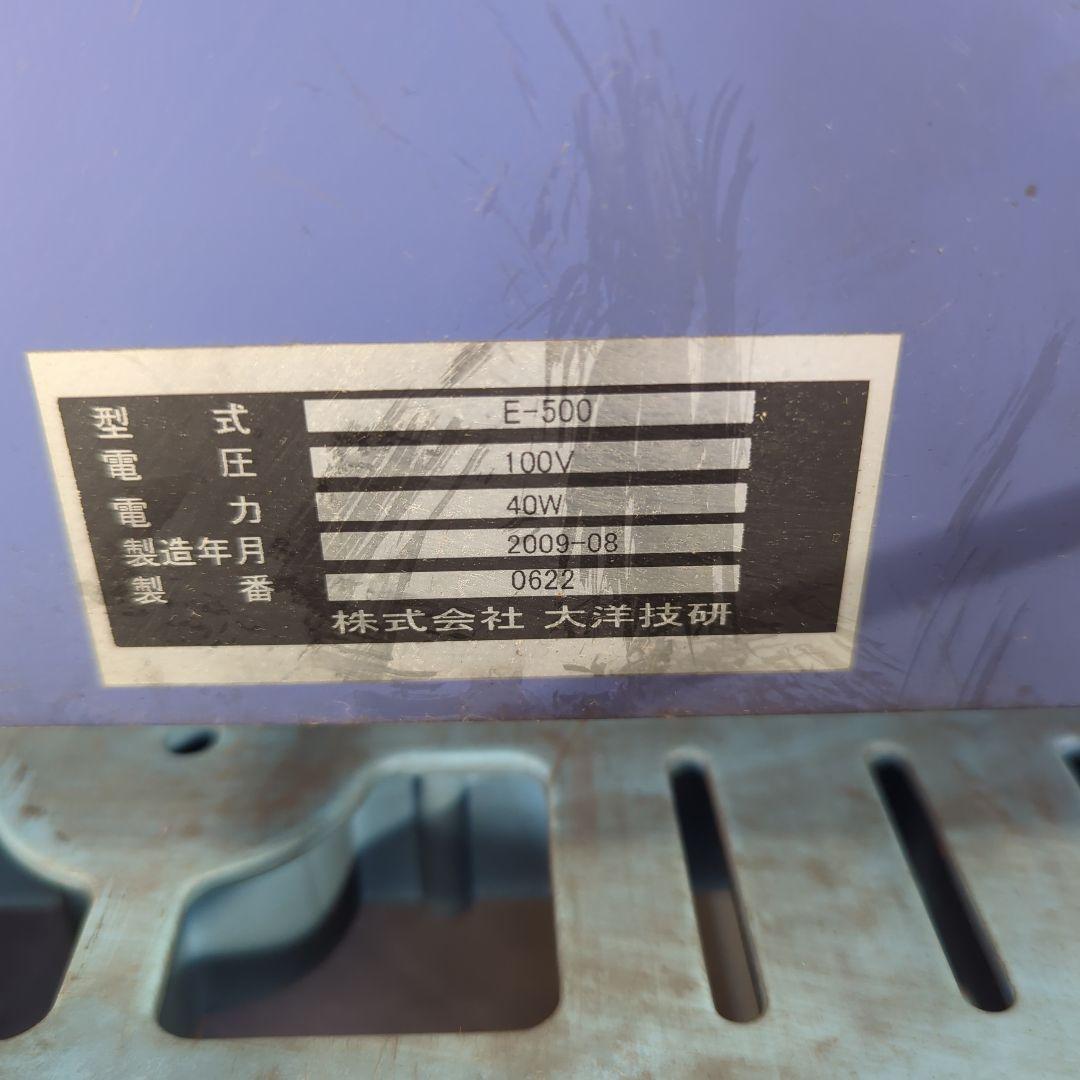 型式 E-500
電圧 100V
電力 40W
製造年月 2009-08
製番 0622
株式会社 大洋技研